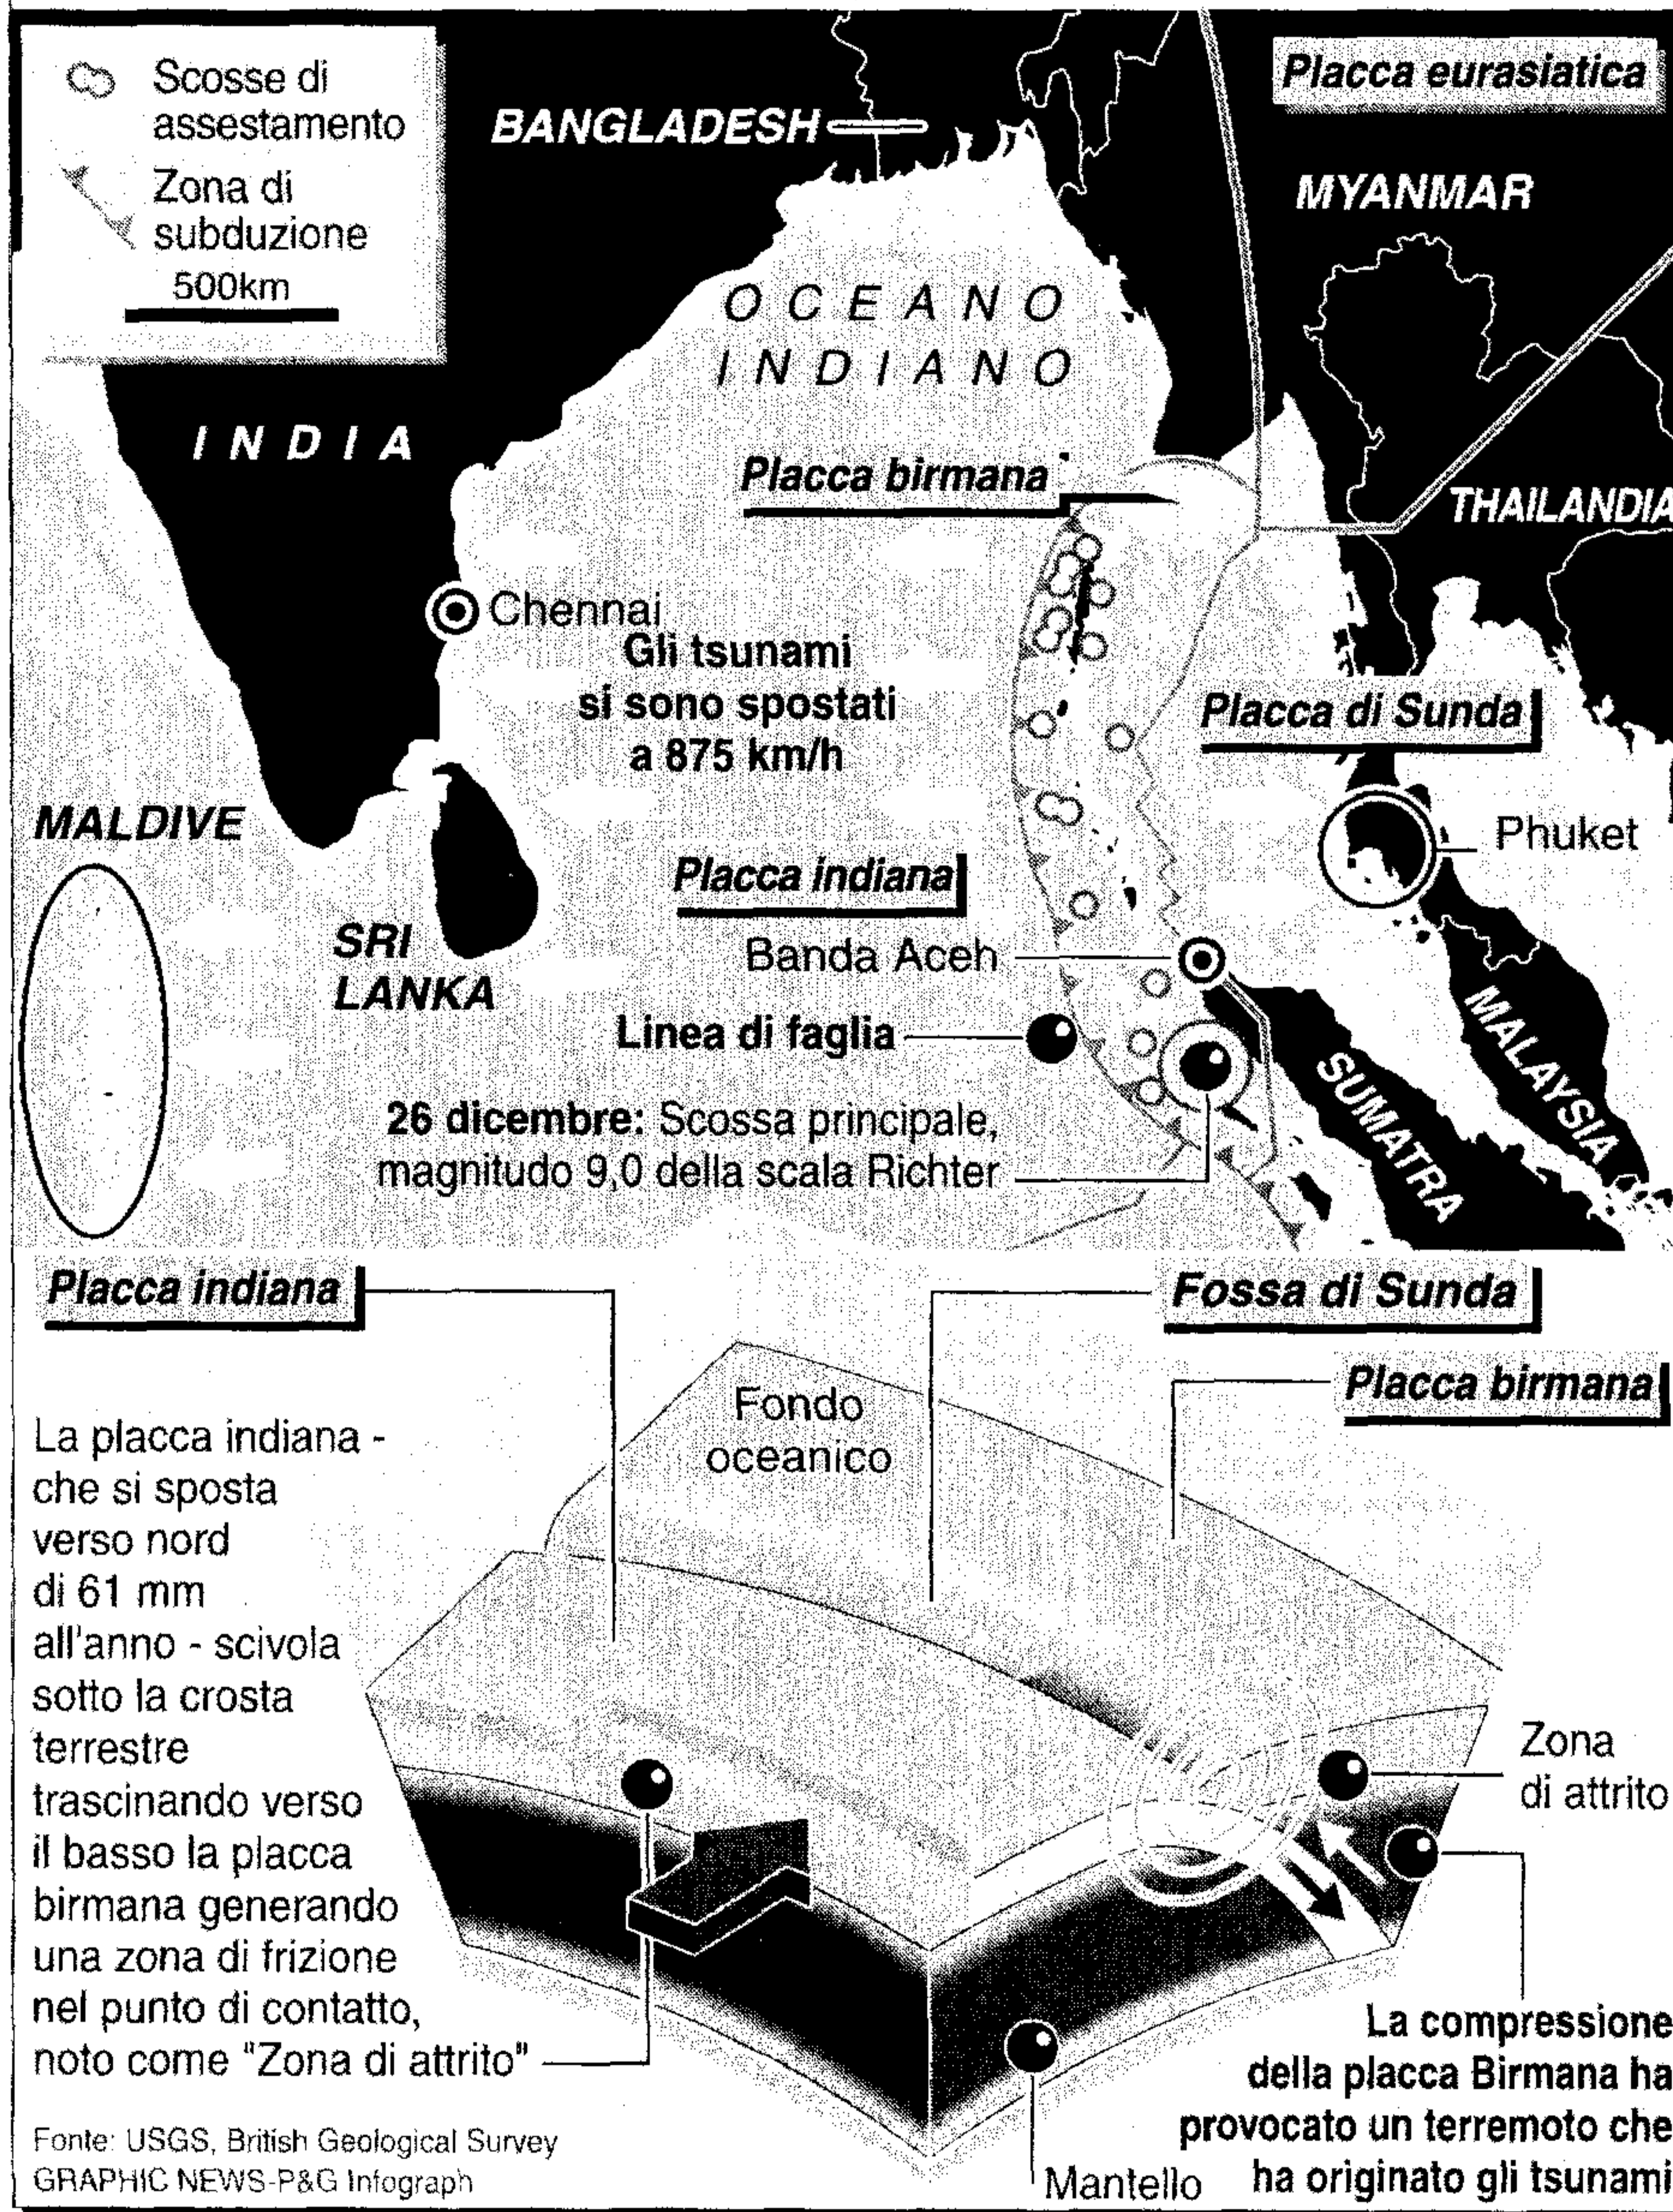 Scosse di
assestamento
Zona di
subduzione
500km
BANGLADESH
Placca eurasiatica
MYANMAR
OCEANO
INDIANO
INDIA
Placca birmana
THAILANDIA
Chennai
Gli tsunami
si sono spostati
a 875 km/h
Placca di Sunda
MALDIVE
Phuket
Placca indiana
SRI
LANKA
Banda Aceh
Linea di faglia
MALAYSIA
SUMATRA
26 dicembre: Scossa principale,
magnitudo 9,0 della scala Richter
Placca indiana
Fossa di Sunda
Placca birmana
Fondo
oceanico
La placca indiana -
che si sposta
verso nord
di 61 mm
all'anno - scivola
sotto la crosta
terrestre
trascinando verso
il basso la placca
birmana generando
una zona di frizione
nel punto di contatto,
noto come "Zona di attrito"
Zona
di attrito
La compressione
della placca Birmana ha
provocato un terremoto che
ha originato gli tsunami
Mantello
Fonte: USGS, British Geological Survey
GRAPHIC NEWS-P&G Infograph